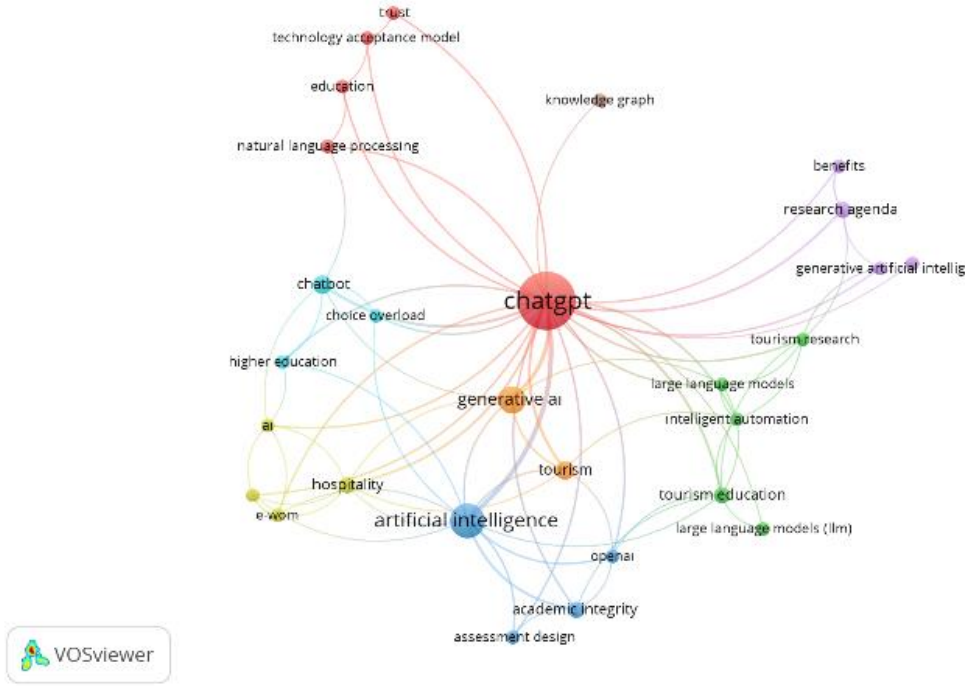 trust
technology acceptance model
education
knowledge graph
natural language processing
benefits
research agenda
generative artificial intellig
chatbot
chatgpt
choice overload
tourism research
higher education
large language models
generative ai
intelligent automation
ai
tourism
hospitality
tourism education
e-wom
artificial intelligence
large language models (llm)
openai
academic integrity
assessment design
VOSviewer